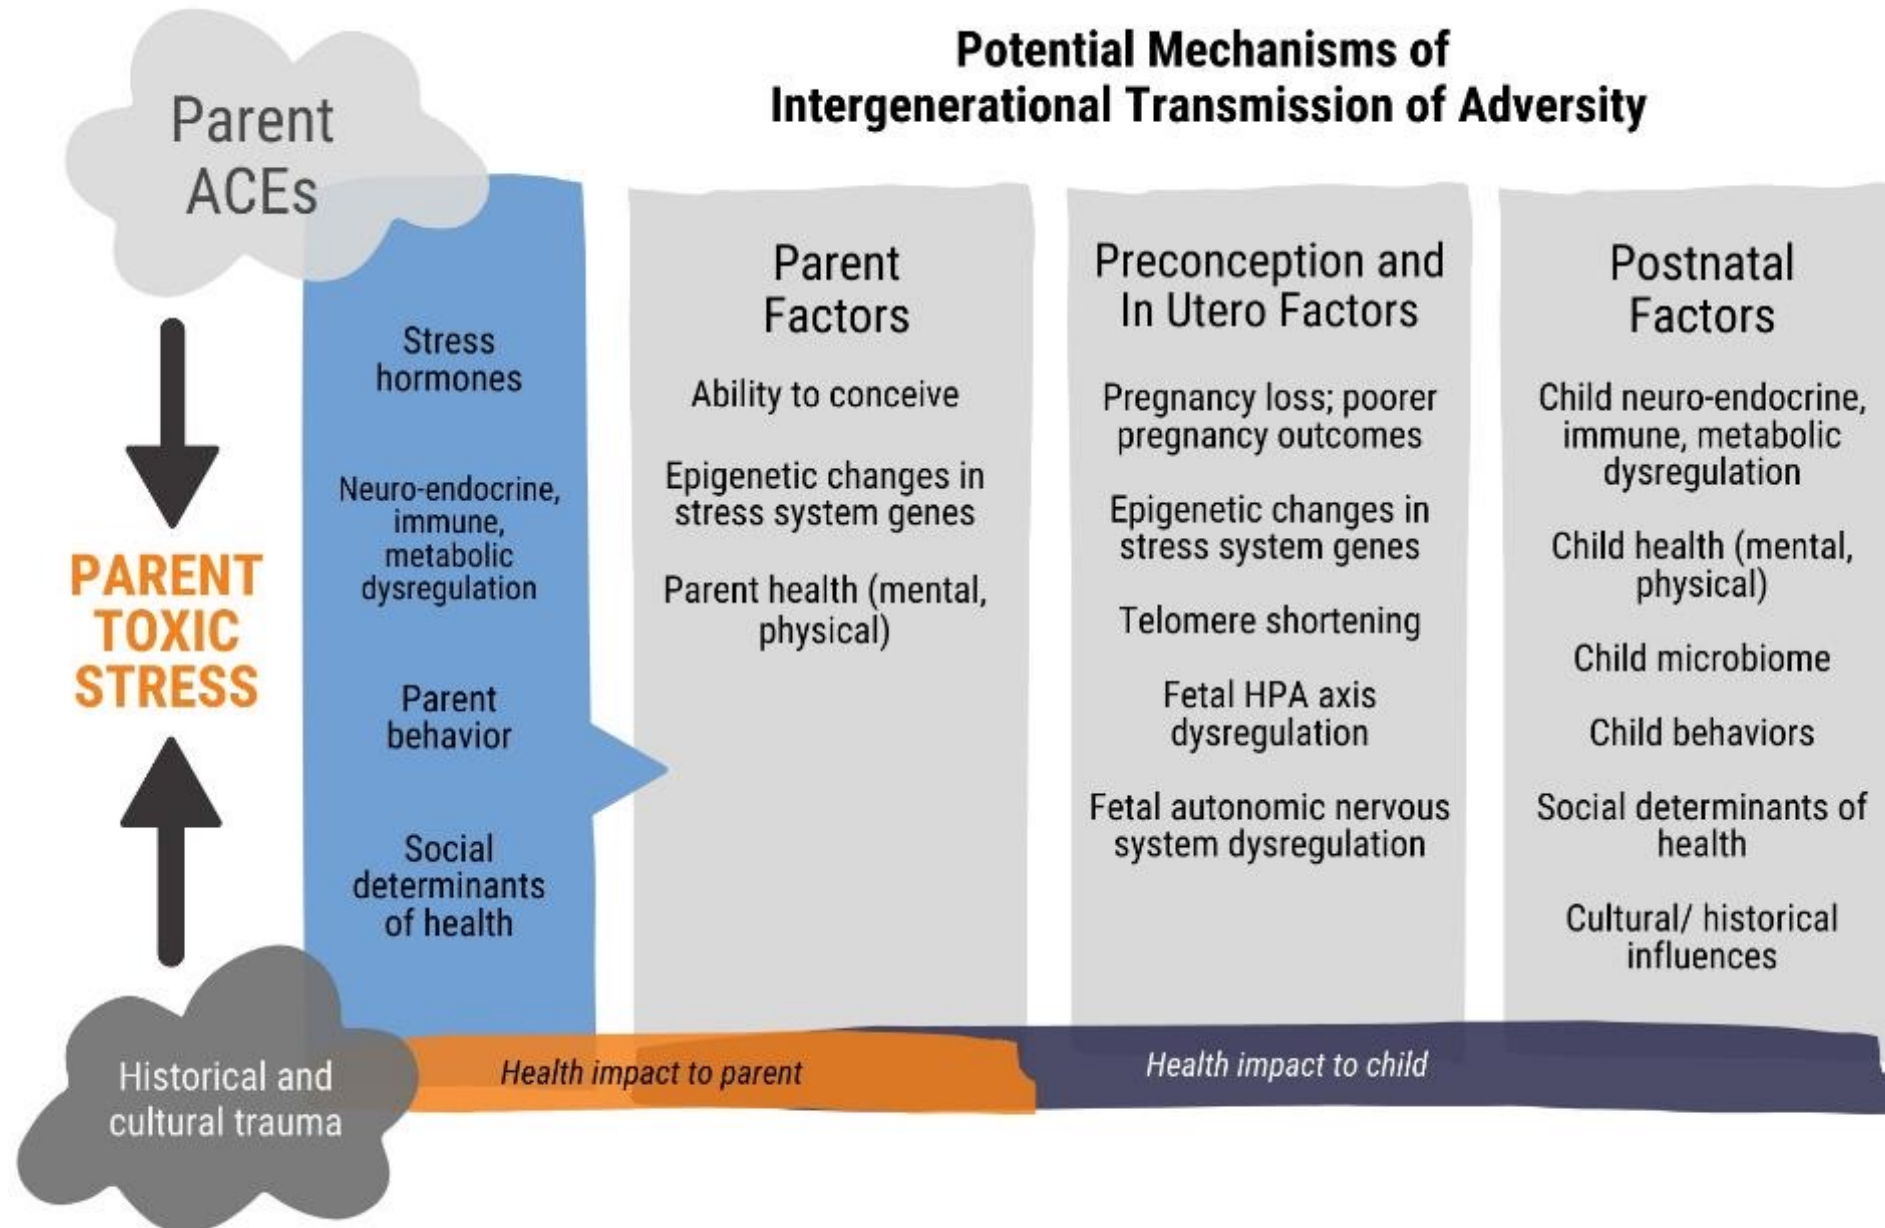 Potential Mechanisms of
Intergenerational Transmission of Adversity
Parent
ACEs
PARENT
TOXIC
STRESS
Historical and
cultural trauma
Stress
hormones
Neuro-endocrine,
immune,
metabolic
dysregulation
Parent
behavior
Social
determinants
of health
Parent
Factors
Ability to conceive
Epigenetic changes in
stress system genes
Parent health (mental,
physical)
Preconception and
In Utero Factors
Pregnancy loss; poorer
pregnancy outcomes
Epigenetic changes in
stress system genes
Telomere shortening
Fetal HPA axis
dysregulation
Fetal autonomic nervous
system dysregulation
Postnatal
Factors
Child neuro-endocrine,
immune, metabolic
dysregulation
Child health (mental,
physical)
Child microbiome
Child behaviors
Social determinants of
health
Cultural/ historical
influences
Health impact to parent
Health impact to child